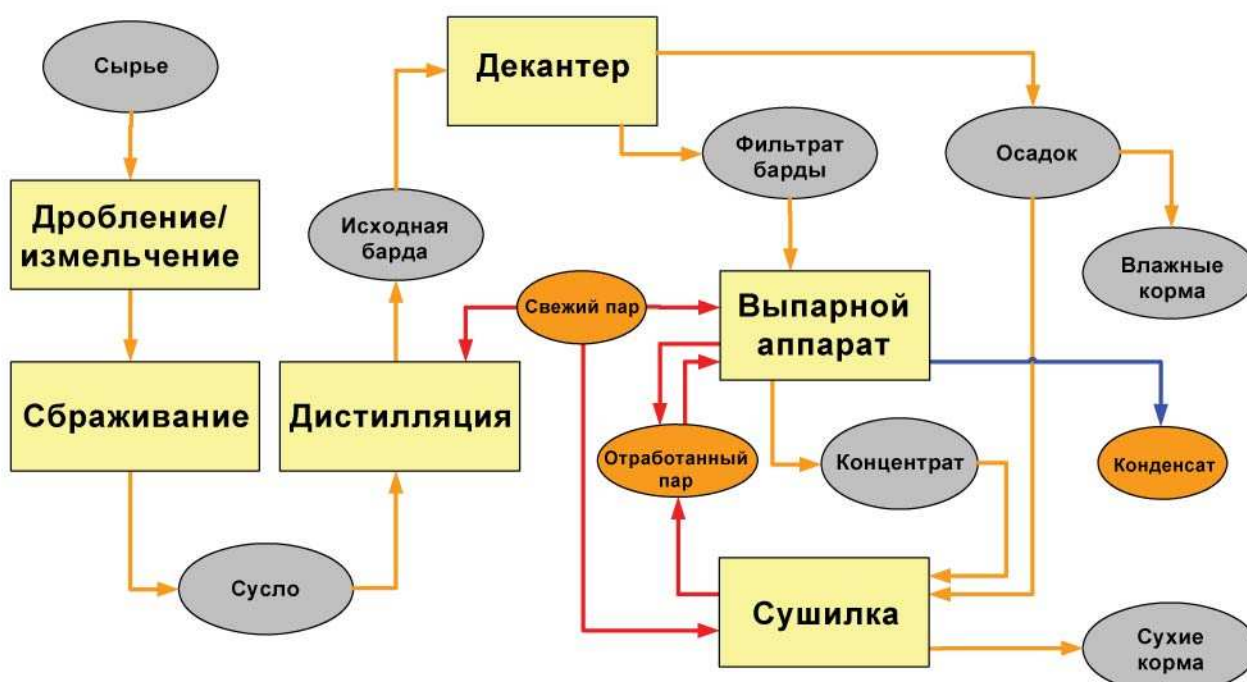 Сырье
Дробление/
измельчение
Сбраживание
Сусло
Дистилляция
Исходная
барда
Декантер
Фильтрат
барды
Осадок
Влажные
корма
Свежий пар
Выпарной
аппарат
Отработанный
пар
Концентрат
Конденсат
Сушилка
Сухие
корма